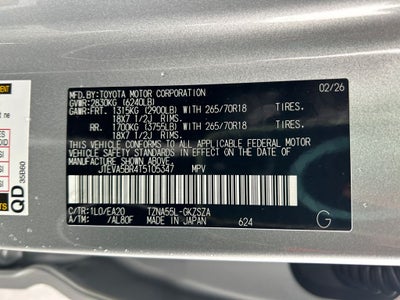 MFD.BY:TOYOTA MOTOR CORPORATION 02/26
GVWR:2830KG (6240LB)
GAWR:FRT. 1315KG (2900LB) WITH 265/70R18 TIRES.
18X7 1/2J RIMS.
RR. 1700KG (3755LB) WITH 265/70R18 TIRES.
18X7 1/2J RIMS.
THIS VEHICLE CONFORMS TO ALL APPLICABLE FEDERAL MOTOR
VEHICLE SAFETY STANDARDS IN EFFECT ON THE DATE OF
MANUFACTURE SHOWN ABOVE.
JTEVA5BR4T5105347 MPV
C/TR:1L0/EA20 TZNA55L-GKZSZA
A/TM: /AL80F MADE IN JAPAN 624
G
QD
35B60